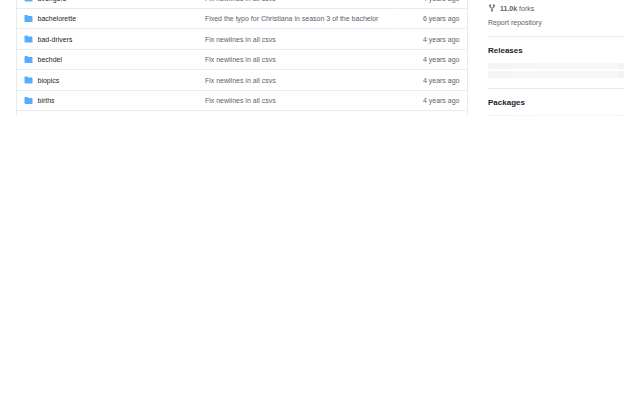 bachelorette Fixed the typo for Christiana in season 3 of the bachelor 6 years ago
bad-drivers Fix newlines in all csvs 4 years ago
bechdel Fix newlines in all csvs 4 years ago
biopics Fix newlines in all csvs 4 years ago
births Fix newlines in all csvs 4 years ago
11.0k forks
Report repository
Releases
Packages